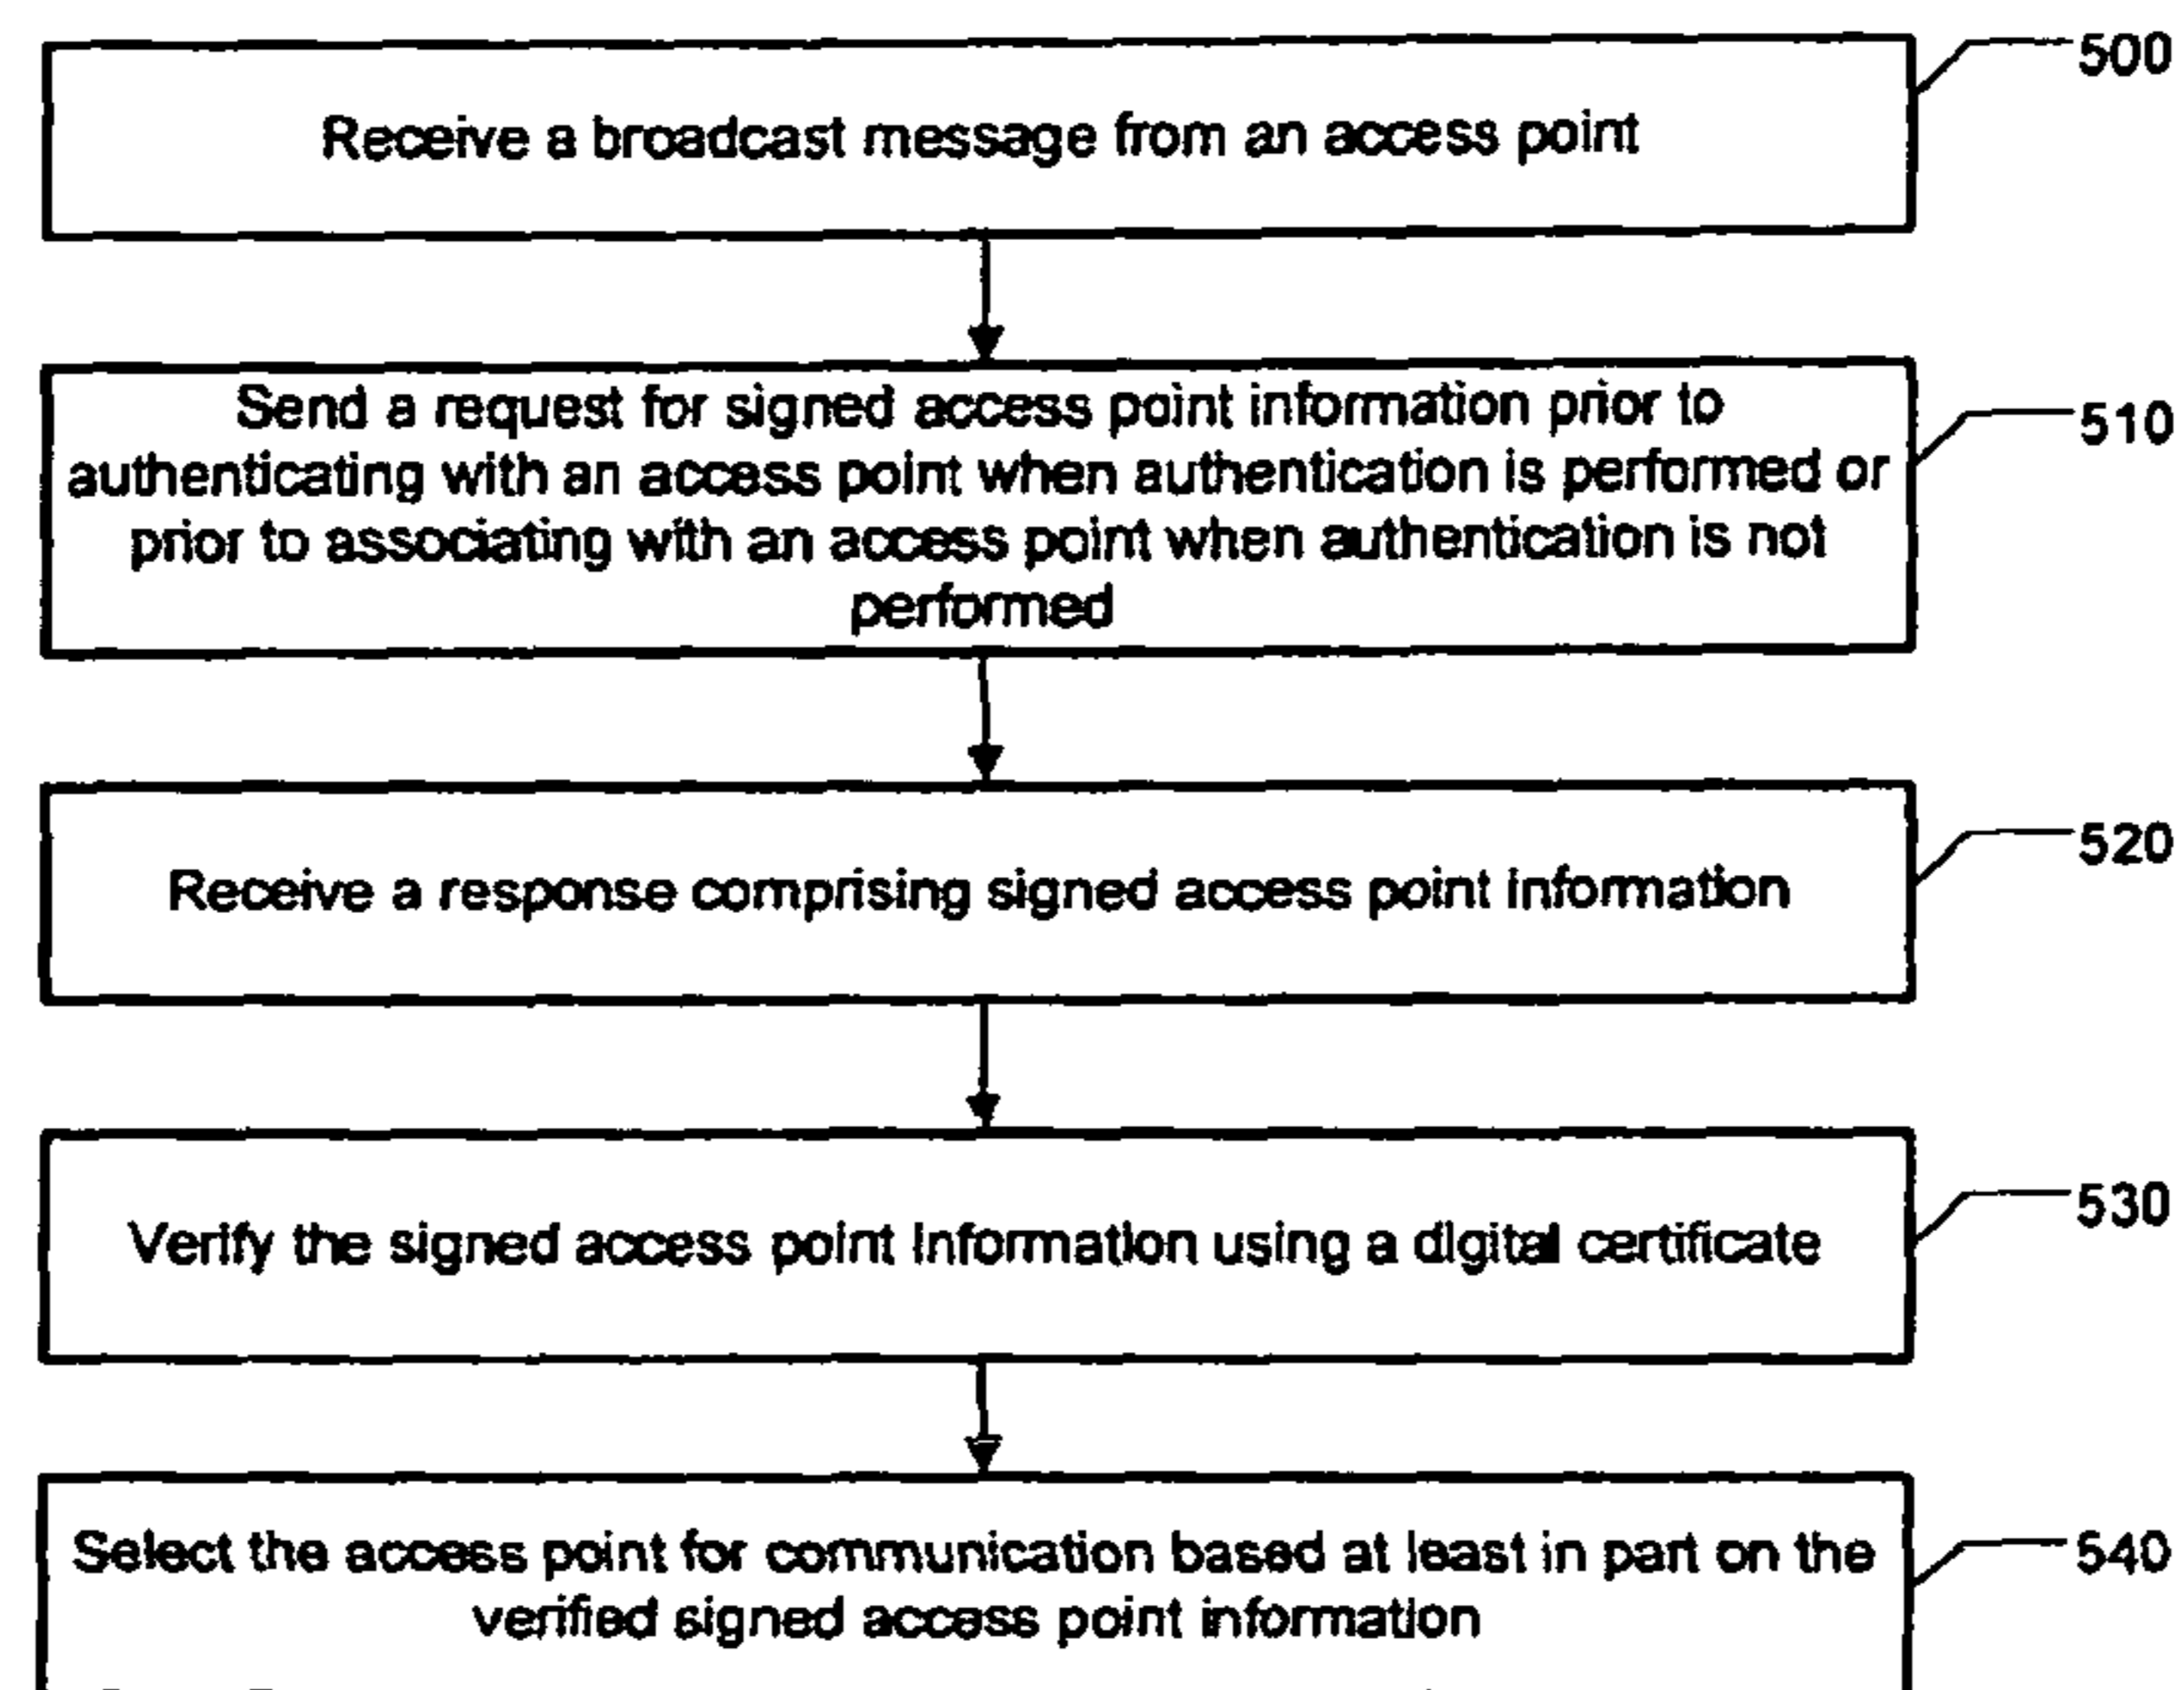 Receive a broadcast message from an access point
500
Send a request for signed access point information prior to
authenticating with an access point when authentication is performed or
prior to associating with an access point when authentication is not
performed
510
Receive a response comprising signed access point information
520
Verify the signed access point information using a digital certificate
530
Select the access point for communication based at least in part on the
verified signed access point information
540